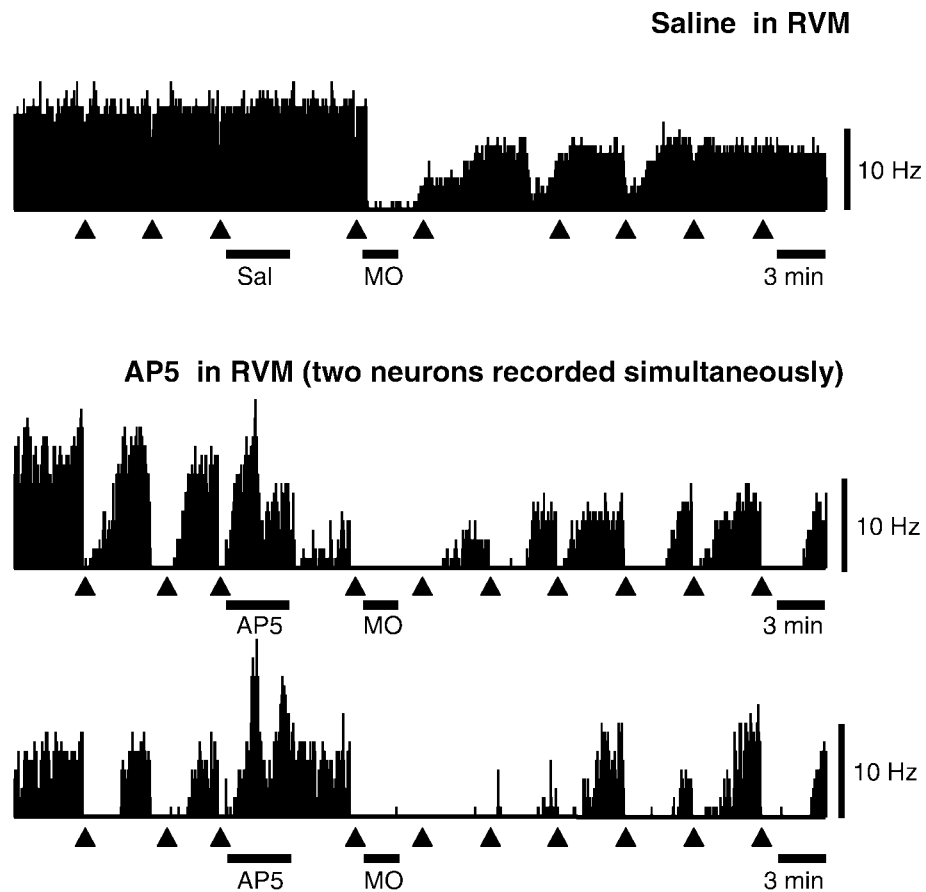 Saline in RVM
10 Hz
Sal MO 3 min
AP5 in RVM (two neurons recorded simultaneously)
10 Hz
AP5 MO 3 min
10 Hz
AP5 MO 3 min